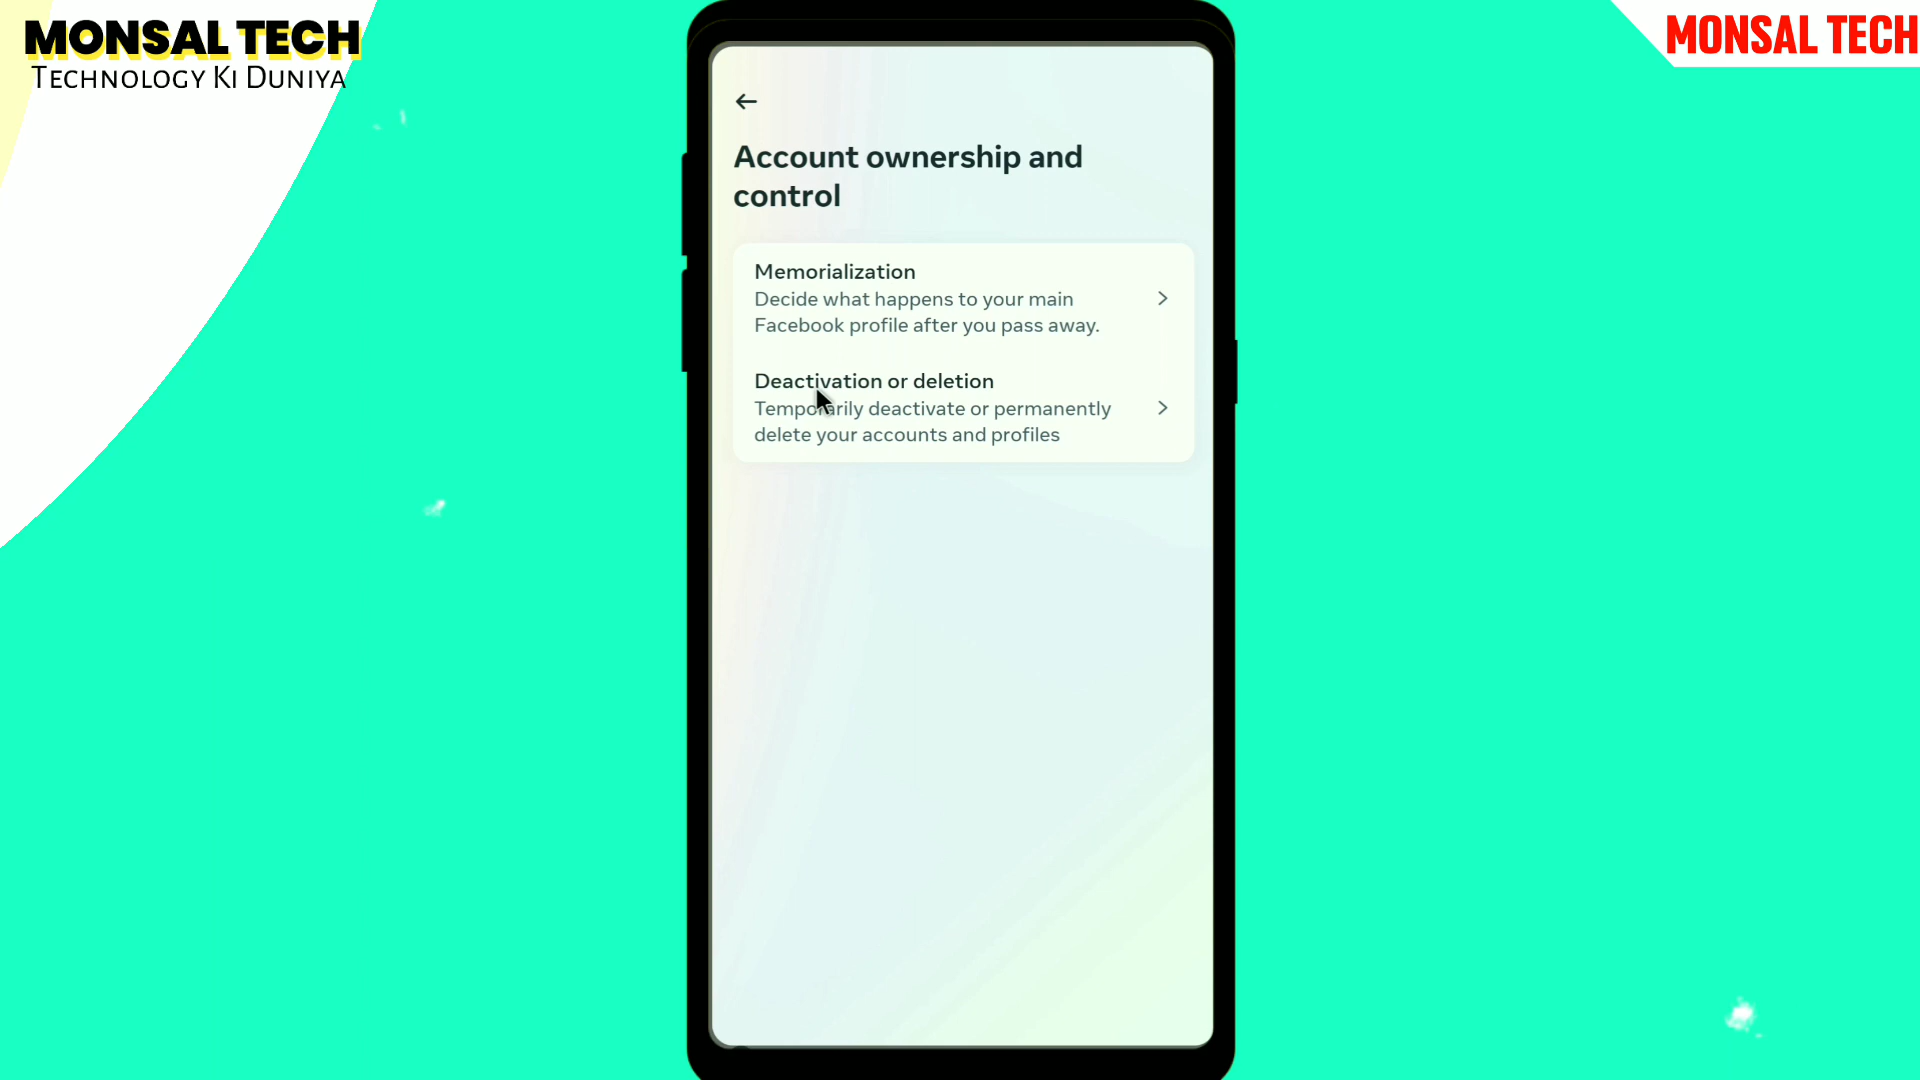 MONSAL TECH
TECHNOLOGY KI DUNIYA
MONSAL TECH
Account ownership and
control
Memorialization
Decide what happens to your main
Facebook profile after you pass away.
Deactivation or deletion
Temporarily deactivate or permanently
delete your accounts and profiles